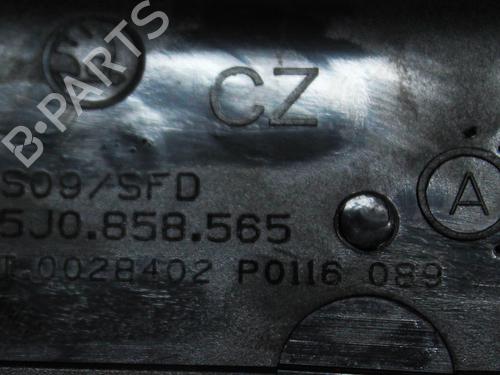 CZ
A
S09/SFD
5J0.858.565
0028402 P0116 089
B-PARTS